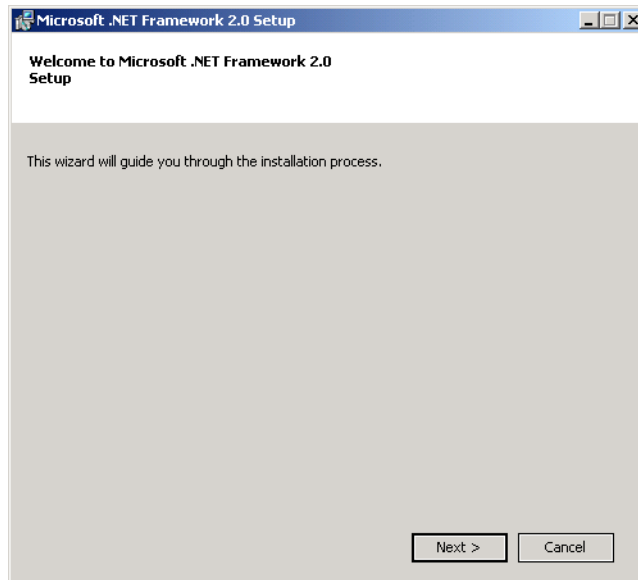 Microsoft .NET Framework 2.0 Setup
Welcome to Microsoft .NET Framework 2.0
Setup
This wizard will guide you through the installation process.
Next >
Cancel